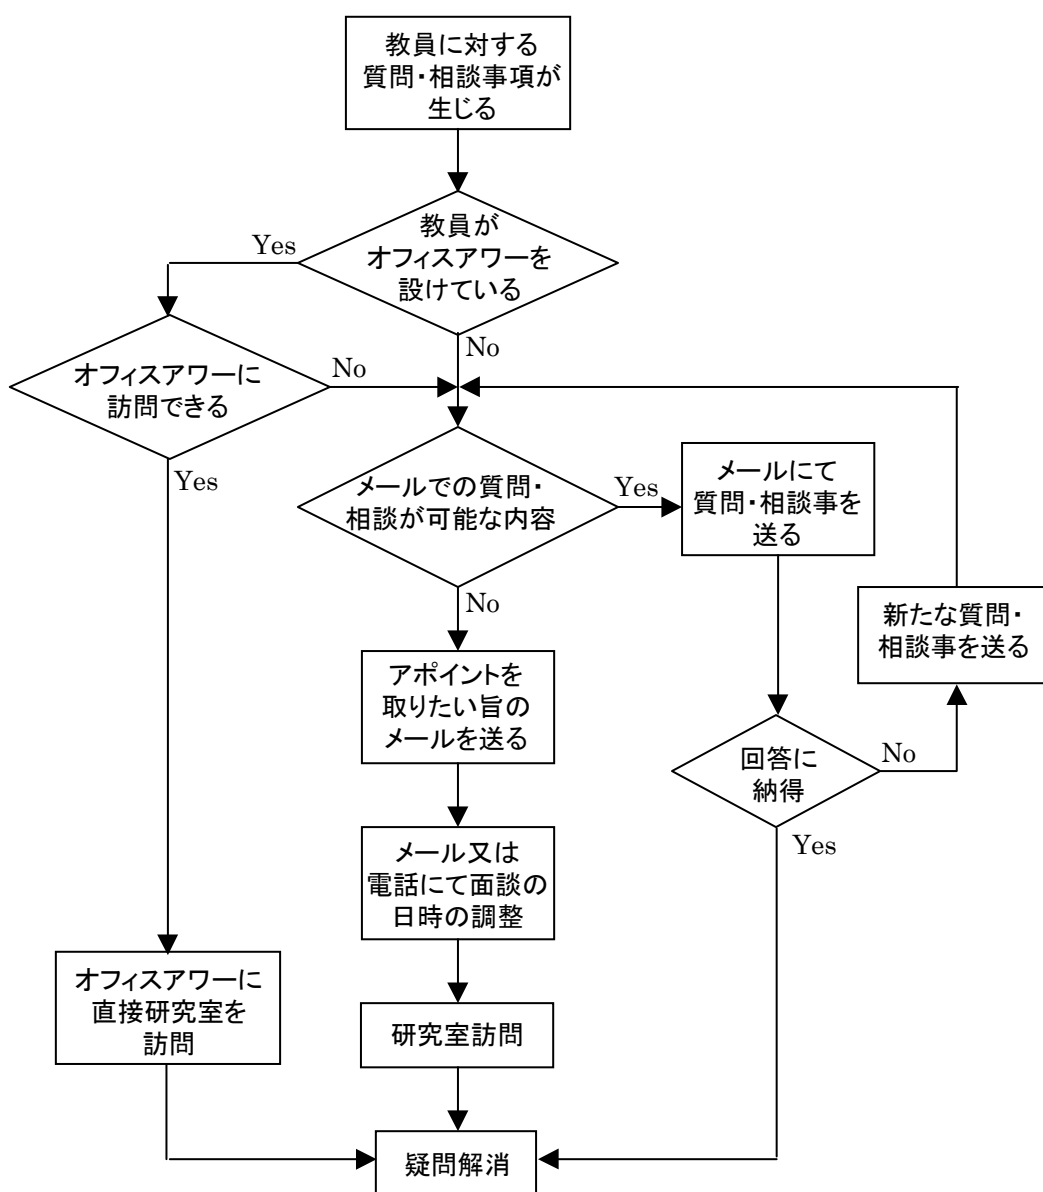 教員に対する
質問・相談事項が
生じる
教員が
オフィスアワーを
設けている
Yes
No
オフィスアワーに
訪問できる
No
Yes
メールでの質問・
相談が可能な内容
Yes
No
メールにて
質問・相談事を
送る
新たな質問・
相談事を送る
アポイントを
取りたい旨の
メールを送る
回答に
納得
No
Yes
メール又は
電話にて面談の
日時の調整
オフィスアワーに
直接研究室を
訪問
研究室訪問
疑問解消